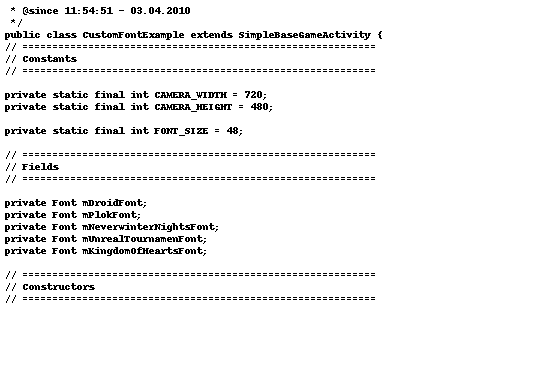 * @since 11:54:51 - 03.04.2010
 */
public class CustomFontExample extends SimpleBaseGameActivity {
// ===========================================================
// Constants
// ===========================================================
private static final int CAMERA_WIDTH = 720;
private static final int CAMERA_HEIGHT = 480;
private static final int FONT_SIZE = 48;
// ===========================================================
// Fields
// ===========================================================
private Font mDroidFont;
private Font mPlokFont;
private Font mNeverwinterNightsFont;
private Font mUnrealTournamenFont;
private Font mKingdomOfHeartsFont;
// ===========================================================
// Constructors
// ===========================================================